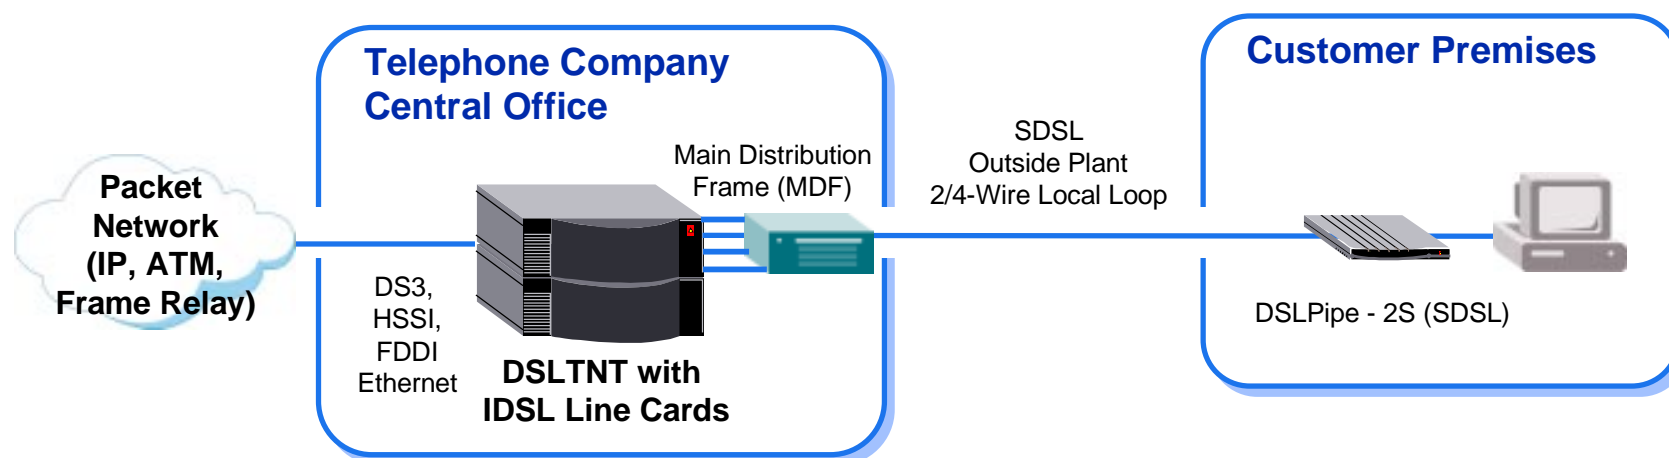 Telephone Company
Central Office
Customer Premises
Packet
Network
(IP, ATM,
Frame Relay)
DS3,
HSSI,
FDDI
Ethernet
Main Distribution
Frame (MDF)
DSLTNT with
IDSL Line Cards
SDSL
Outside Plant
2/4-Wire Local Loop
DSLPipe - 2S (SDSL)